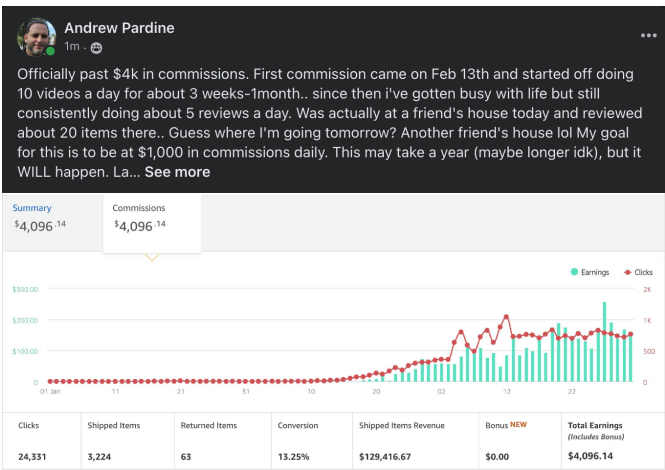 Andrew Pardine
1m
Officially past $4k in commissions. First commission came on Feb 13th and started off doing
10 videos a day for about 3 weeks-1month.. since then i've gotten busy with life but still
consistently doing about 5 reviews a day. Was actually at a friend's house today and reviewed
about 20 items there.. Guess where I'm going tomorrow? Another friend's house lol My goal
for this is to be at $1,000 in commissions daily. This may take a year (maybe longer idk), but it
WILL happen. La... See more
Summary Commissions
$4,096.14 $4,096.14
Earnings Clicks
$300.00 2K
$200.00 1K
$100.00 500
0 0
01 Jan 11 21 31 10 20 02 12 22
Clicks Shipped Items Returned Items Conversion Shipped Items Revenue Bonus NEW Total Earnings
(Includes Bonus)
24,331 3,224 63 13.25% $129,416.67 $0.00 $4,096.14